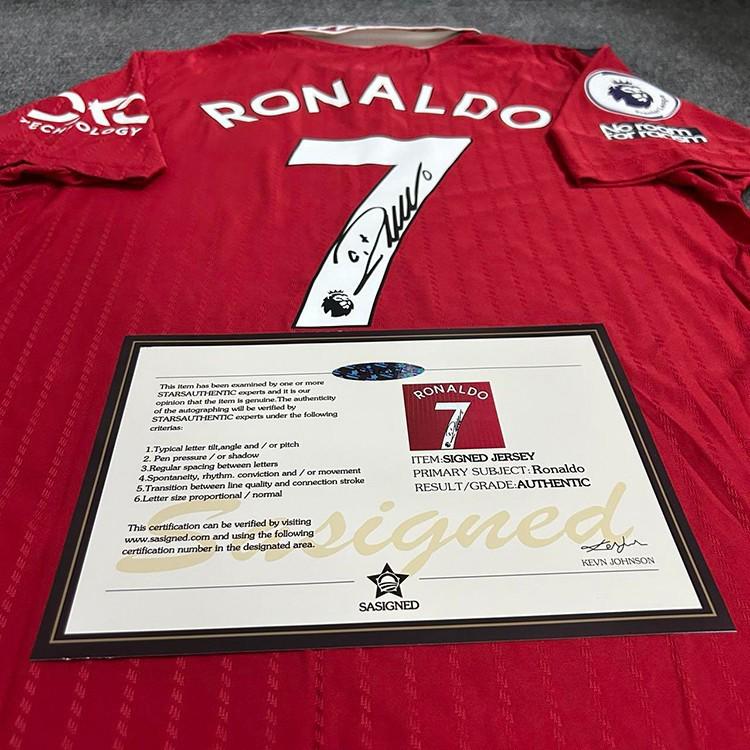 RONALDO
7
TECHNOLOGY
Premier League
No room
for racism
This item has been examined by one or more
STARSAUTHENTIC experts and it is our
opinion that the item is genuine.The authenticity
of the autographing will be verified by
STARSAUTHENTIC experts under the following
criterias:
1.Typical letter tilt,angle and / or pitch
2. Pen pressure / or shadow
3.Regular spacing between letters
4.Spontaneity, rhythm. conviction and / or movement
5.Transition between line quality and connection stroke
6.Letter size proportional / normal
This certification can be verified by visiting
www.sasigned.com and using the following
certification number in the designated area.
RONALDO
7
ITEM:SIGNED JERSEY
PRIMARY SUBJECT:Ronaldo
RESULT/GRADE:AUTHENTIC
Sasigned
KEVN JOHNSON
SASIGNED